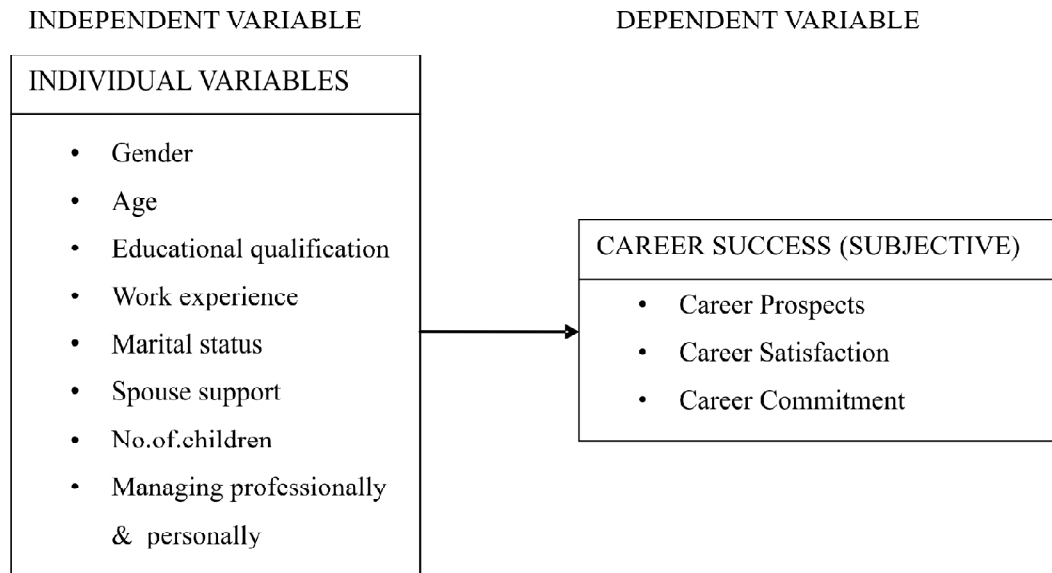 INDEPENDENT VARIABLE
DEPENDENT VARIABLE
INDIVIDUAL VARIABLES
• Gender
• Age
• Educational qualification
• Work experience
• Marital status
• Spouse support
• No.of.children
• Managing professionally
& personally
CAREER SUCCESS (SUBJECTIVE)
• Career Prospects
• Career Satisfaction
• Career Commitment